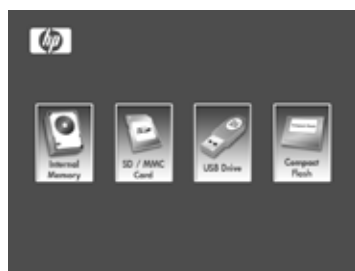 hp
Internal
Memory
SD / MMC
Card
USB Drive
Compact
Flash